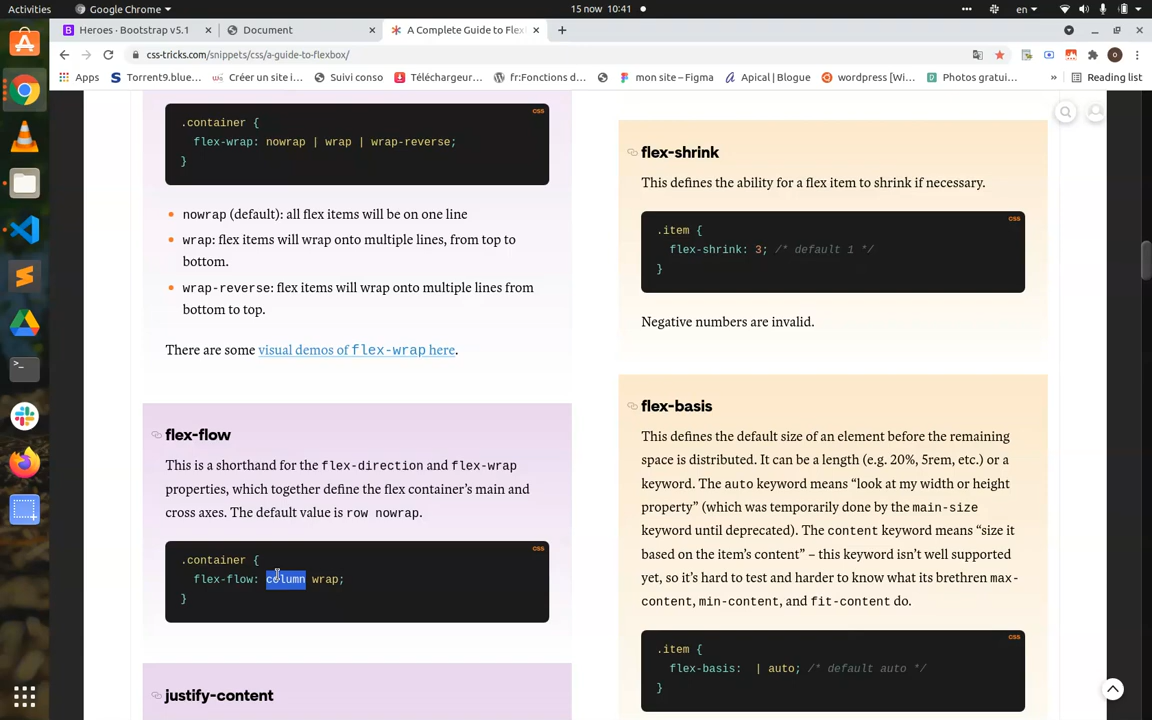 Activities Google Chrome 15 nov 10:41 en
Heroes · Bootstrap v5.1 Document A Complete Guide to Flex
css-tricks.com/snippets/css/a-guide-to-flexbox/
Apps Torrent9.blue... Créer un site i... Suivi conso Téléchargeur... fr:Fonctions d... mon site – Figma Apical | Blogue wordpress [Wi... Photos gratui... » Reading list
css
.container {
flex-wrap: nowrap | wrap | wrap-reverse;
}
nowrap (default): all flex items will be on one line
wrap: flex items will wrap onto multiple lines, from top to
bottom.
wrap-reverse: flex items will wrap onto multiple lines from
bottom to top.
There are some visual demos of flex-wrap here.
flex-flow
This is a shorthand for the flex-direction and flex-wrap
properties, which together define the flex container's main and
cross axes. The default value is row nowrap.
css
.container {
flex-flow: column wrap;
}
justify-content
flex-shrink
This defines the ability for a flex item to shrink if necessary.
css
.item {
flex-shrink: 3; /* default 1 */
}
Negative numbers are invalid.
flex-basis
This defines the default size of an element before the remaining
space is distributed. It can be a length (e.g. 20%, 5rem, etc.) or a
keyword. The auto keyword means “look at my width or height
property” (which was temporarily done by the main-size
keyword until deprecated). The content keyword means “size it
based on the item's content” – this keyword isn't well supported
yet, so it's hard to test and harder to know what its brethren max-
content, min-content, and fit-content do.
css
.item {
flex-basis:  | auto; /* default auto */
}